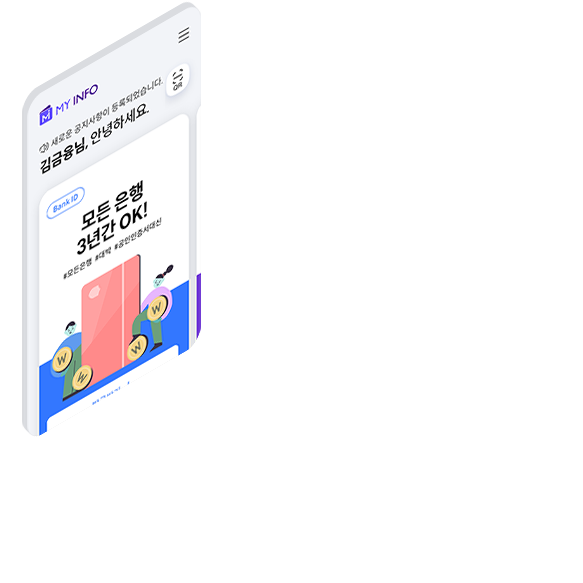 MY INFO
새로운 공지사항이 등록되었습니다.
김금융님, 안녕하세요.
Bank ID
모든 은행
3년간 OK!
#모든은행 #대박 #공인인증서대신